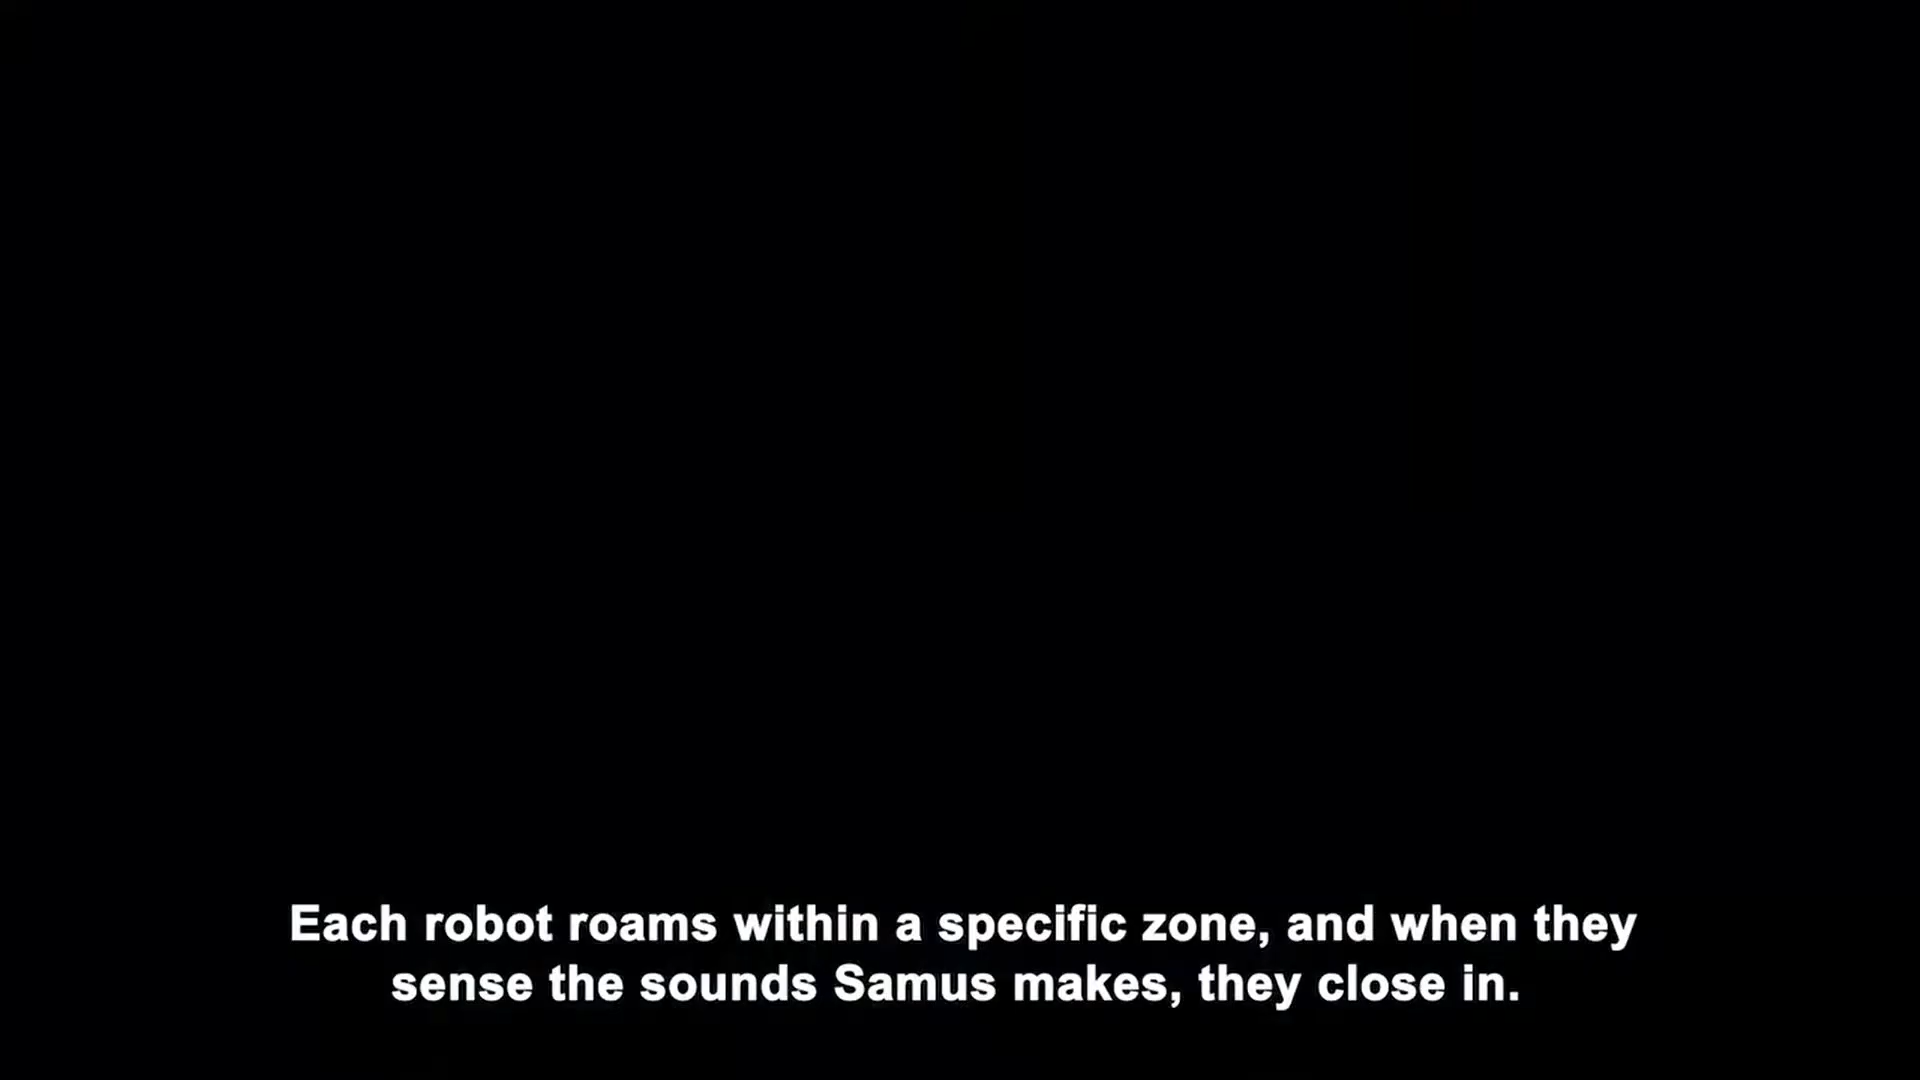 Each robot roams within a specific zone, and when they
sense the sounds Samus makes, they close in.